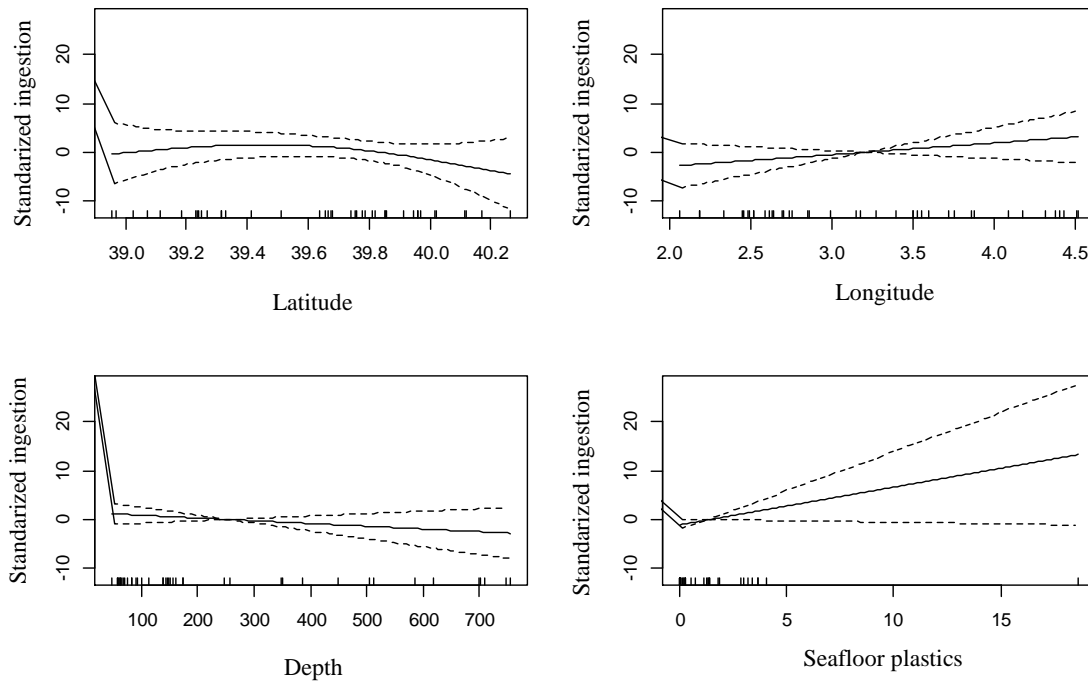 Standarized ingestion
20
10
0
-10
39.0 39.2 39.4 39.6 39.8 40.0 40.2
Latitude
Standarized ingestion
20
10
0
-10
2.0 2.5 3.0 3.5 4.0 4.5
Longitude
Standarized ingestion
20
10
0
-10
100 200 300 400 500 600 700
Depth
Standarized ingestion
20
10
0
-10
0 5 10 15
Seafloor plastics